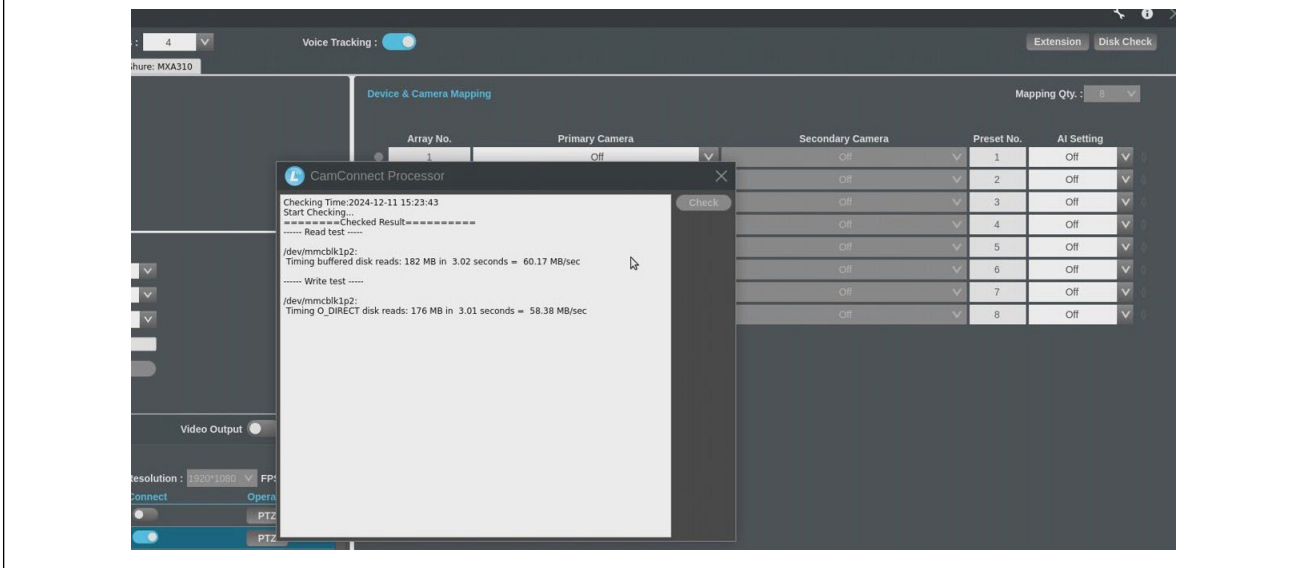 : 4
Voice Tracking :
Extension Disk Check
Shure: MXA310
Device & Camera Mapping
Mapping Qty. : 8
Array No. Primary Camera Secondary Camera Preset No. AI Setting
1 Off Off 1 Off
CamConnect Processor
Off 2 Off
Checking Time:2024-12-11 15:23:43
Check
Off 3 Off
Start Checking...
========Checked Result==========
------ Read test -----
Off 4 Off
/dev/mmcblk1p2:
Off 5 Off
Timing buffered disk reads: 182 MB in 3.02 seconds = 60.17 MB/sec
Off 6 Off
------ Write test -----
Off 7 Off
/dev/mmcblk1p2:
Timing O_DIRECT disk reads: 176 MB in 3.01 seconds = 58.38 MB/sec
Off 8 Off
Video Output
Resolution : 1920*1080 FPS
Connect Opera
PTZ
PTZ